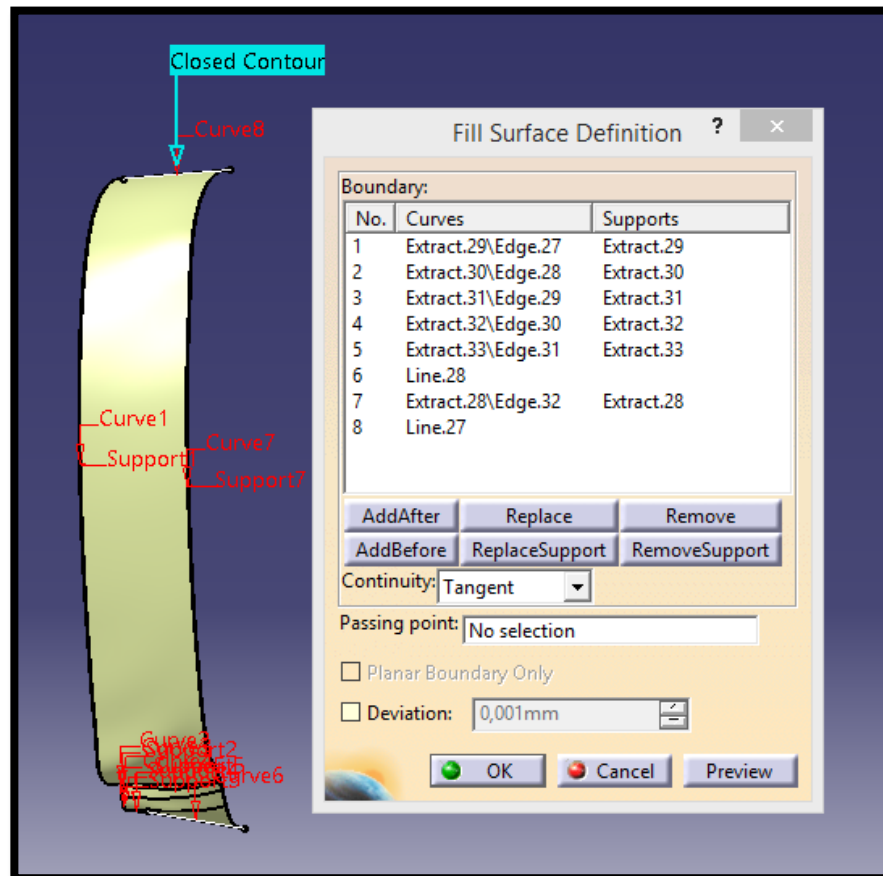 Closed Contour
Curve8
Fill Surface Definition ? ×
Boundary:
No. Curves Supports
1 Extract.29\Edge.27 Extract.29
2 Extract.30\Edge.28 Extract.30
3 Extract.31\Edge.29 Extract.31
4 Extract.32\Edge.30 Extract.32
5 Extract.33\Edge.31 Extract.33
6 Line.28
7 Extract.28\Edge.32 Extract.28
8 Line.27
Curve1
Curve7
Support
Support7
AddAfter Replace Remove
AddBefore ReplaceSupport RemoveSupport
Continuity: Tangent
Passing point: No selection
Planar Boundary Only
Deviation: 0,001mm
Curve3
Support2
Curve6
OK Cancel Preview